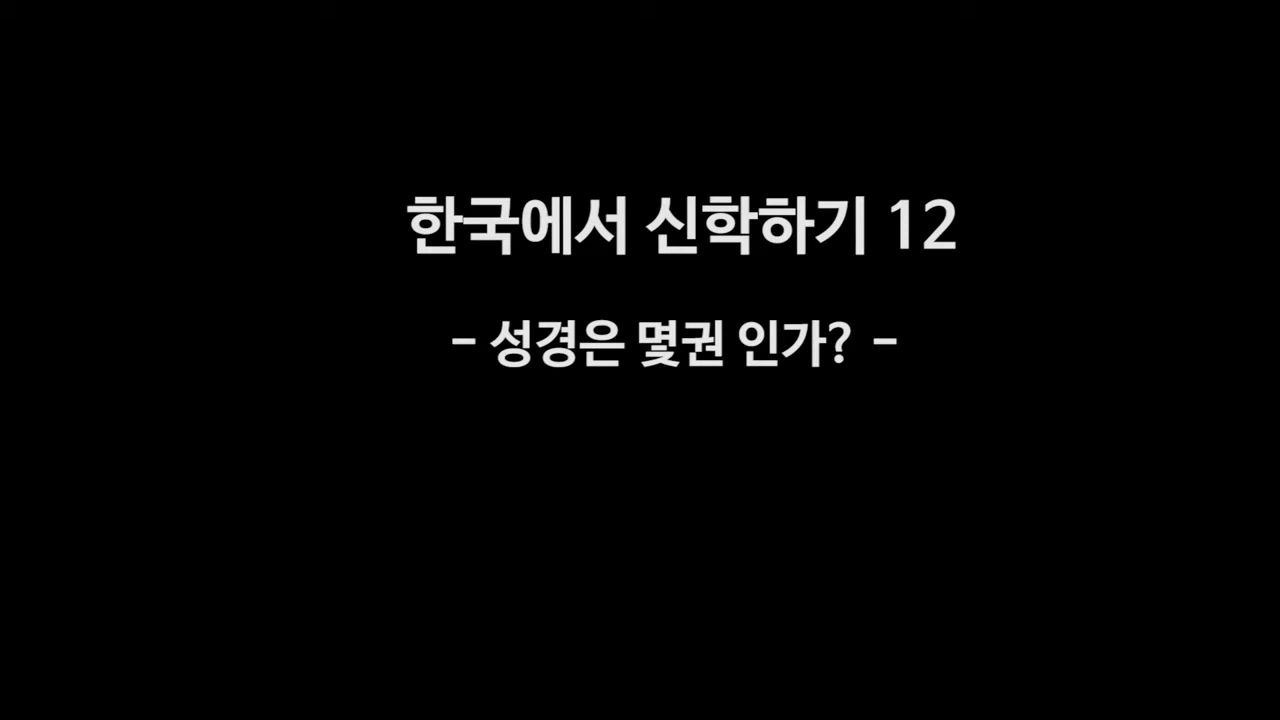 한국에서 신학하기 12
- 성경은 몇권 인가? -